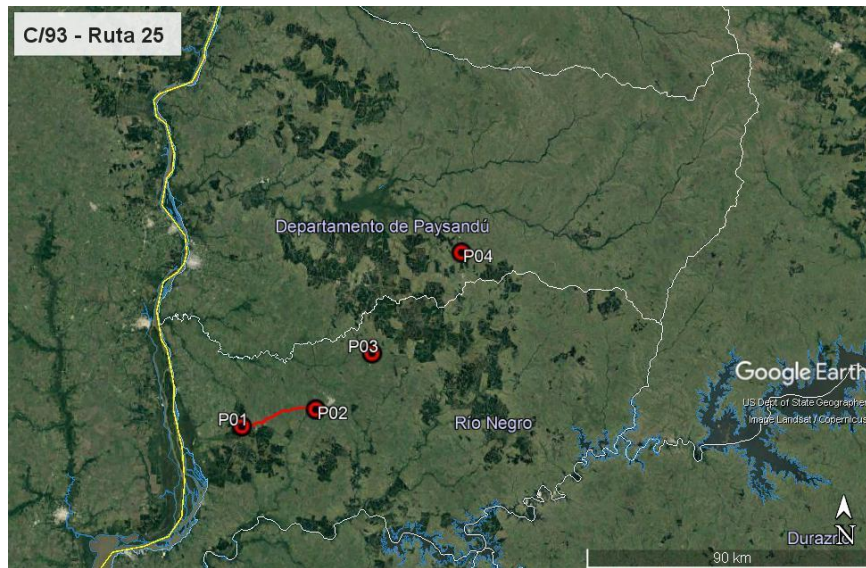 C/93 - Ruta 25
Departamento de Paysandú
P04
P03
P01
P02
Río Negro
Google Earth
US Dept of State Geographer
Image Landsat / Copernicus
N
Durazno
90 km